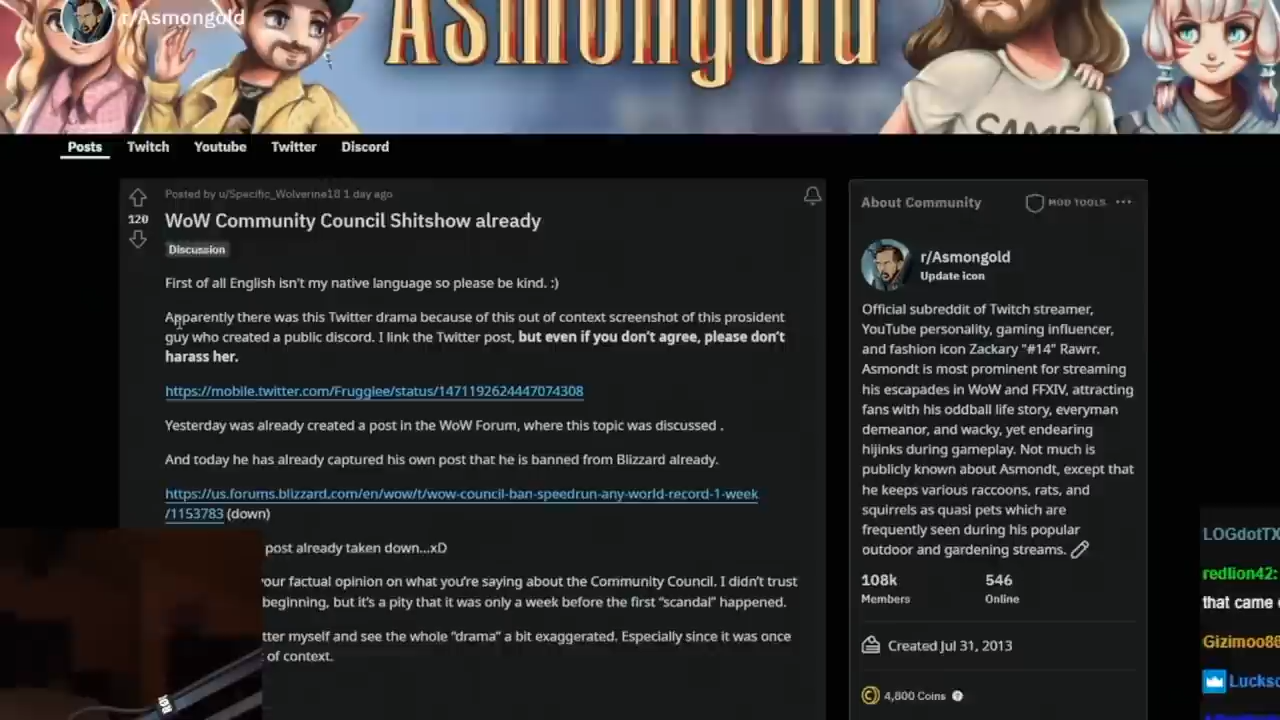 r/Asmongold
Asmongold
SAME
Posts Twitch Youtube Twitter Discord
Posted by u/Specific_Wolverine18 1 day ago
120
WoW Community Council Shitshow already
Discussion
First of all English isn't my native language so please be kind. :)
Apparently there was this Twitter drama because of this out of context screenshot of this president
guy who created a public discord. I link the Twitter post, but even if you don't agree, please don't
harass her.
https://mobile.twitter.com/Fruggiee/status/1471192624447074308
Yesterday was already created a post in the WoW Forum, where this topic was discussed .
And today he has already captured his own post that he is banned from Blizzard already.
https://us.forums.blizzard.com/en/wow/t/wow-council-ban-speedrun-any-world-record-1-week
/1153783 (down)
post already taken down...xD
your factual opinion on what you're saying about the Community Council. I didn't trust
beginning, but it's a pity that it was only a week before the first "scandal" happened.
tter myself and see the whole "drama" a bit exaggerated. Especially since it was once
of context.
About Community
MOD TOOLS
r/Asmongold
Update icon
Official subreddit of Twitch streamer,
YouTube personality, gaming influencer,
and fashion icon Zackary "#14" Rawrr.
Asmondt is most prominent for streaming
his escapades in WoW and FFXIV, attracting
fans with his oddball life story, everyman
demeanor, and wacky, yet endearing
hijinks during gameplay. Not much is
publicly known about Asmondt, except that
he keeps various raccoons, rats, and
squirrels as quasi pets which are
frequently seen during his popular
outdoor and gardening streams.
108k 546
Members Online
Created Jul 31, 2013
4,800 Coins
LOGdotTX
redlion42:
that came
Gizimoo86
Lucksc